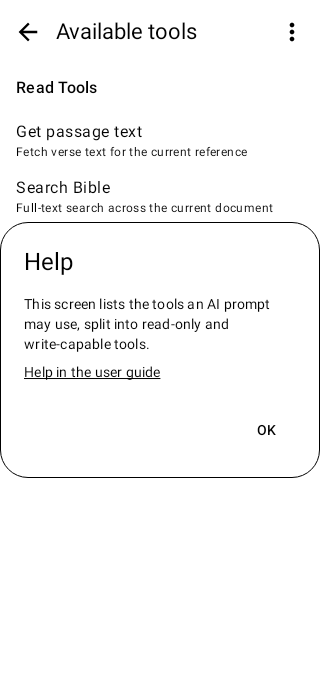 Available tools
Read Tools
Get passage text
Fetch verse text for the current reference
Search Bible
Full-text search across the current document
Help
This screen lists the tools an AI prompt
may use, split into read-only and
write-capable tools.
Help in the user guide
OK